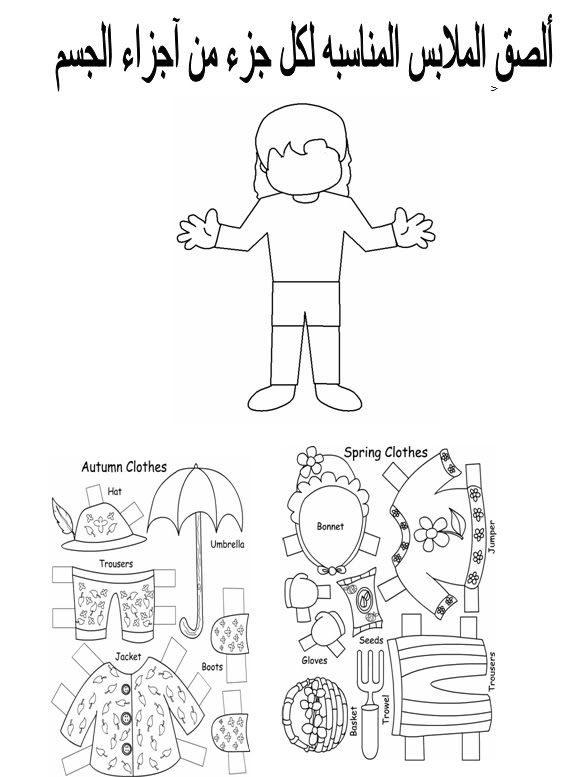 ألصق الملابس المناسبه لكل جزء من آجزاء الجسم
Autumn Clothes
Hat
Umbrella
Trousers
Jacket
Boots
Spring Clothes
Bonnet
Jumper
Seeds
Gloves
Trousers
Basket
Trowel